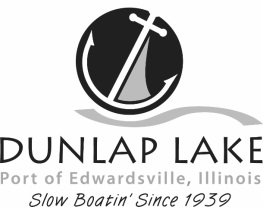 DUNLAP LAKE
Port of Edwardsville, Illinois
Slow Boatin' Since 1939